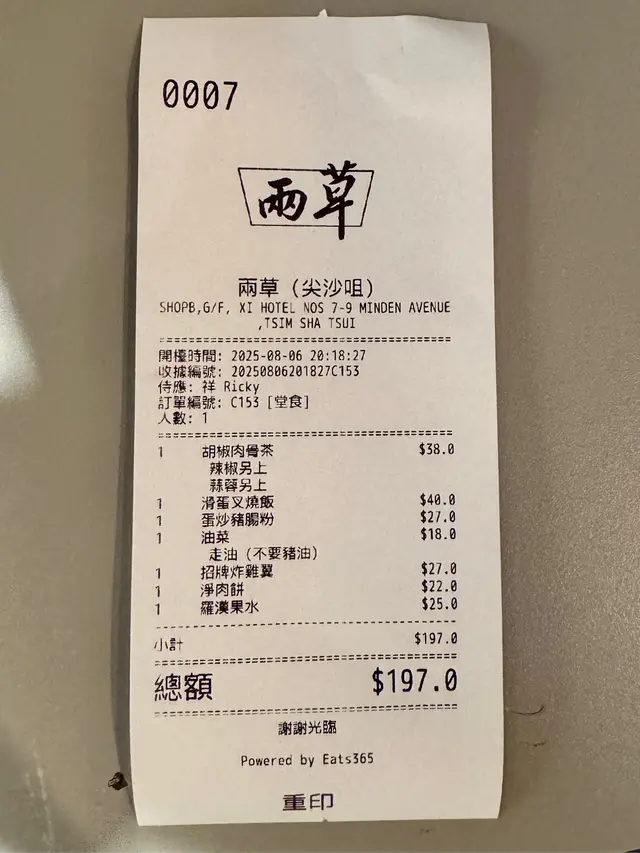 0007
兩草
兩草 (尖沙咀)
SHOPB,G/F, XI HOTEL NOS 7-9 MINDEN AVENUE
,TSIM SHA TSUI
開檯時間: 2025-08-06 20:18:27
收據編號: 20250806201827C153
侍應: 祥 Ricky
訂單編號: C153 [堂食]
人數: 1
1 胡椒肉骨茶 $38.0
辣椒另上
蒜蓉另上
1 滑蛋叉燒飯 $40.0
1 蛋炒豬腸粉 $27.0
1 油菜 $18.0
走油 (不要豬油)
1 招牌炸雞翼 $27.0
1 淨肉餅 $22.0
1 羅漢果水 $25.0
小計 $197.0
總額 $197.0
謝謝光臨
Powered by Eats365
重印